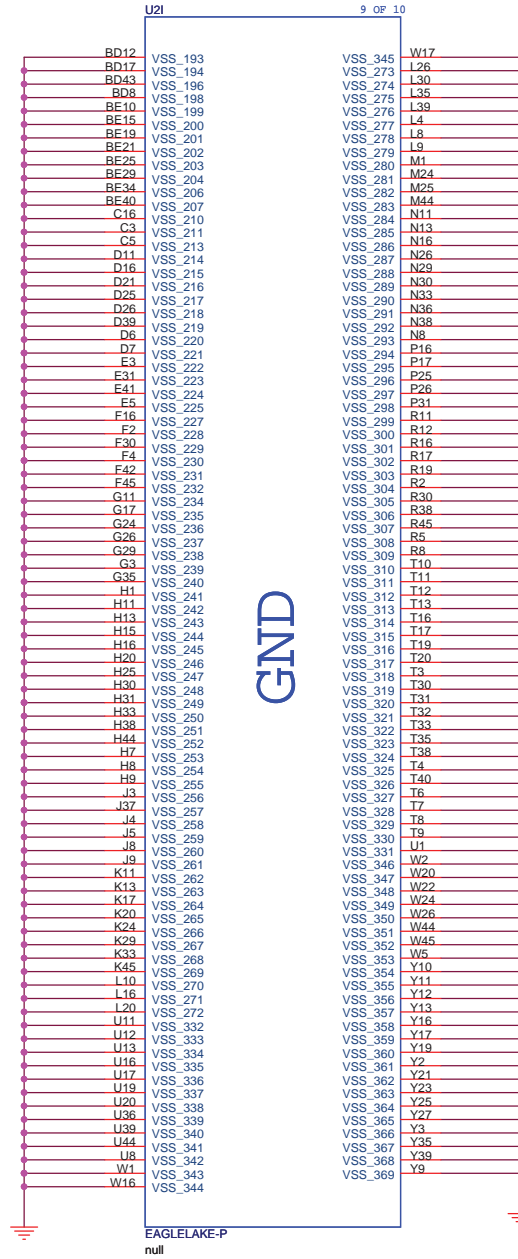 U2I 9 OF 10
BD12 VSS_193 VSS_345 W17
BD17 VSS_194 VSS_273 L26
BD43 VSS_196 VSS_274 L30
BD8 VSS_198 VSS_275 L35
BE10 VSS_199 VSS_276 L39
BE15 VSS_200 VSS_277 L4
BE19 VSS_201 VSS_278 L8
BE21 VSS_202 VSS_279 L9
BE25 VSS_203 VSS_280 M1
BE29 VSS_204 VSS_281 M24
BE34 VSS_206 VSS_282 M25
BE40 VSS_207 VSS_283 M44
C16 VSS_210 VSS_284 N11
C3 VSS_211 VSS_285 N13
C5 VSS_213 VSS_286 N16
D11 VSS_214 VSS_287 N26
D16 VSS_215 VSS_288 N29
D21 VSS_216 VSS_289 N30
D25 VSS_217 VSS_290 N33
D26 VSS_218 VSS_291 N36
D39 VSS_219 VSS_292 N38
D6 VSS_220 VSS_293 N8
D7 VSS_221 VSS_294 P16
E3 VSS_222 VSS_295 P17
E31 VSS_223 VSS_296 P25
E41 VSS_224 VSS_297 P26
E5 VSS_225 VSS_298 P31
F16 VSS_227 VSS_299 R11
F2 VSS_228 VSS_300 R12
F30 VSS_229 VSS_301 R16
F4 VSS_230 VSS_302 R17
F42 VSS_231 VSS_303 R19
F45 VSS_232 VSS_304 R2
G11 VSS_234 VSS_305 R30
G17 VSS_235 VSS_306 R38
G24 VSS_236 VSS_307 R45
G26 VSS_237 VSS_308 R5
G29 VSS_238 VSS_309 R8
G3 VSS_239 VSS_310 T10
G35 VSS_240 VSS_311 T11
H1 VSS_241 VSS_312 T12
H11 VSS_242 VSS_313 T13
H13 VSS_243 VSS_314 T16
H15 VSS_244 VSS_315 T17
H16 VSS_245 VSS_316 T19
H20 VSS_246 VSS_317 T20
H25 VSS_247 VSS_318 T3
H30 VSS_248 VSS_319 T30
H31 VSS_249 VSS_320 T31
H33 VSS_250 VSS_321 T32
H38 VSS_251 VSS_322 T33
H44 VSS_252 VSS_323 T35
H7 VSS_253 VSS_324 T38
H8 VSS_254 VSS_325 T4
H9 VSS_255 VSS_326 T40
J3 VSS_256 VSS_327 T6
J37 VSS_257 VSS_328 T7
J4 VSS_258 VSS_329 T8
J5 VSS_259 VSS_330 T9
J8 VSS_260 VSS_331 U1
J9 VSS_261 VSS_346 W2
K11 VSS_262 VSS_347 W20
K13 VSS_263 VSS_348 W22
K17 VSS_264 VSS_349 W24
K20 VSS_265 VSS_350 W26
K24 VSS_266 VSS_351 W44
K29 VSS_267 VSS_352 W45
K33 VSS_268 VSS_353 W5
K45 VSS_269 VSS_354 Y10
L10 VSS_270 VSS_355 Y11
L16 VSS_271 VSS_356 Y12
L20 VSS_272 VSS_357 Y13
U11 VSS_332 VSS_358 Y16
U12 VSS_333 VSS_359 Y17
U13 VSS_334 VSS_360 Y19
U16 VSS_335 VSS_361 Y2
U17 VSS_336 VSS_362 Y21
U19 VSS_337 VSS_363 Y23
U20 VSS_338 VSS_364 Y25
U36 VSS_339 VSS_365 Y27
U39 VSS_340 VSS_366 Y3
U44 VSS_341 VSS_367 Y35
U8 VSS_342 VSS_368 Y39
W1 VSS_343 VSS_369 Y9
W16 VSS_344
GND
EAGLELAKE-P
null